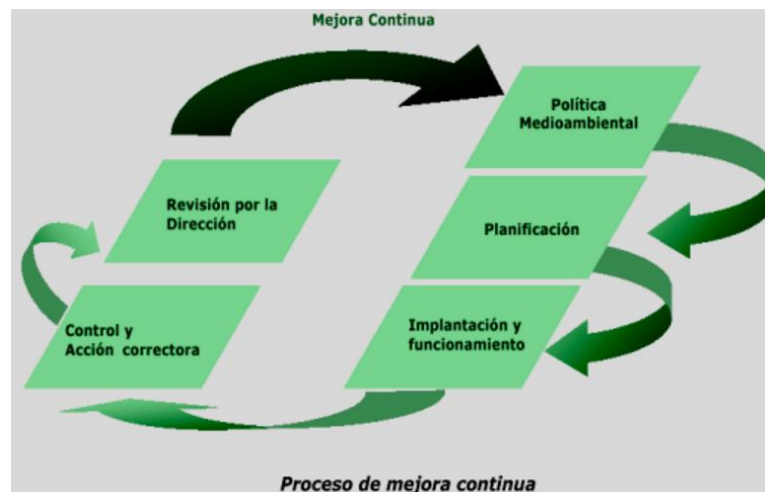 Mejora Continua
Política
Medioambiental
Revisión por la
Dirección
Planificación
Control y
Acción correctora
Implantación y
funcionamiento
Proceso de mejora continua